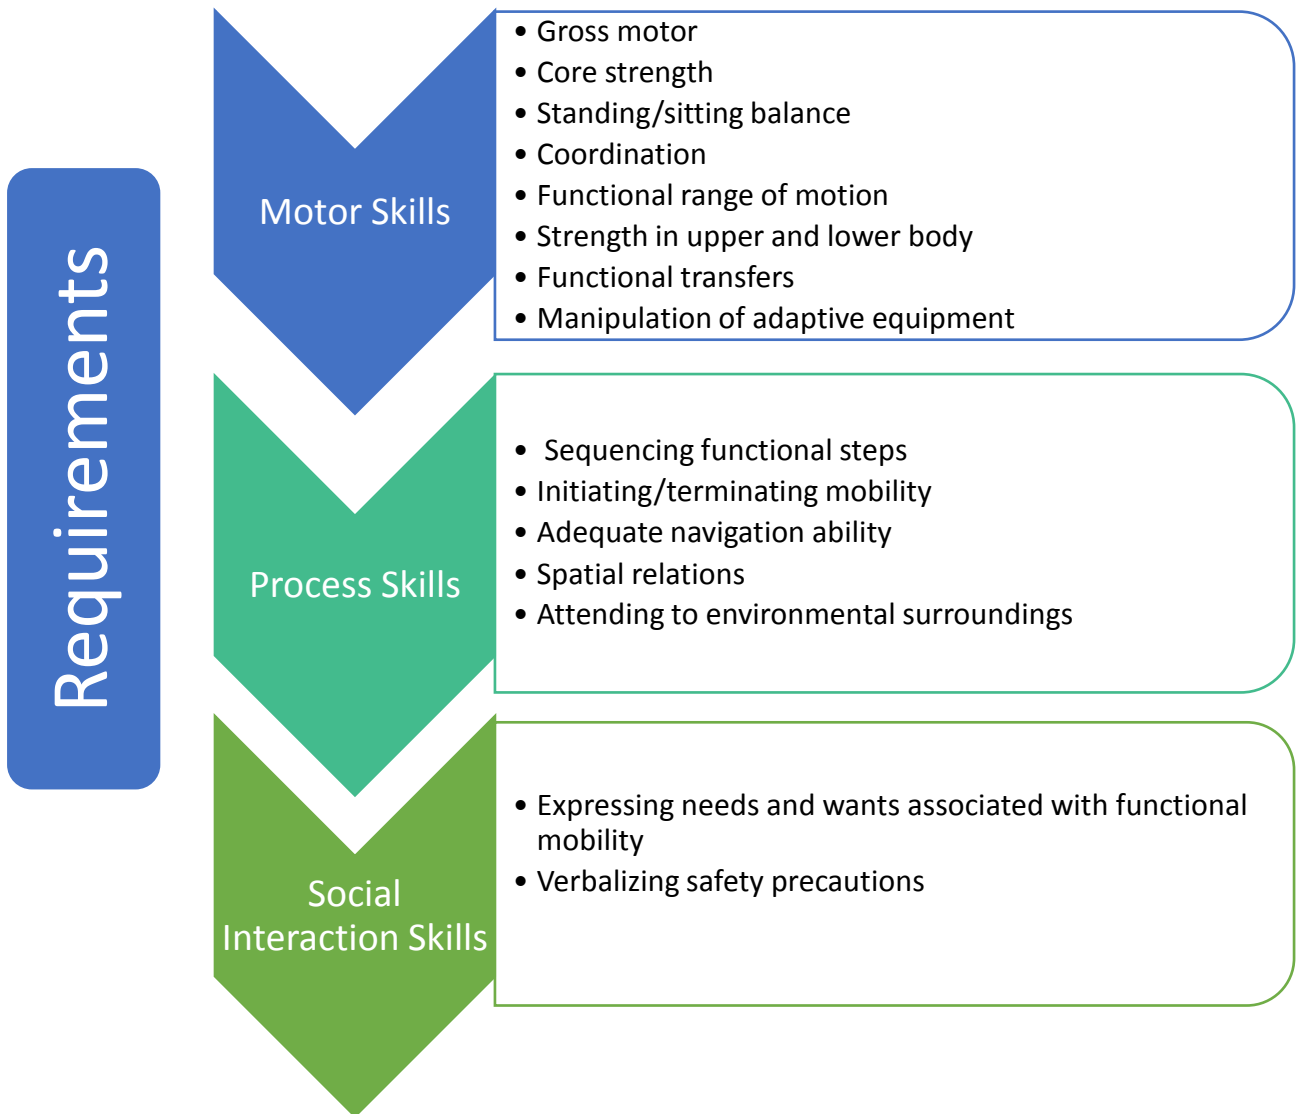 Requirements
Motor Skills
• Gross motor
• Core strength
• Standing/sitting balance
• Coordination
• Functional range of motion
• Strength in upper and lower body
• Functional transfers
• Manipulation of adaptive equipment
Process Skills
• Sequencing functional steps
• Initiating/terminating mobility
• Adequate navigation ability
• Spatial relations
• Attending to environmental surroundings
Social
Interaction Skills
• Expressing needs and wants associated with functional
mobility
• Verbalizing safety precautions